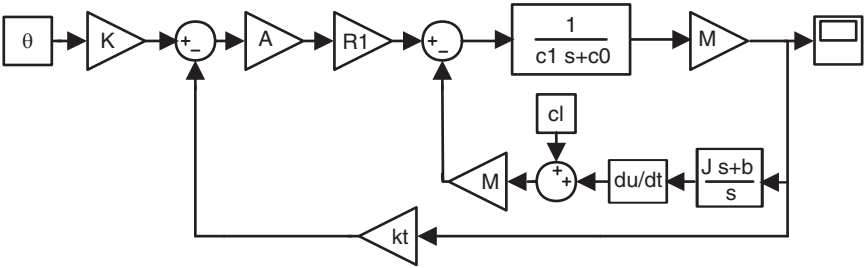 θ
K
+
−
A
R1
+
−
1
c1 s+c0
M
cl
+
+
du/dt
J s+b
s
M
kt